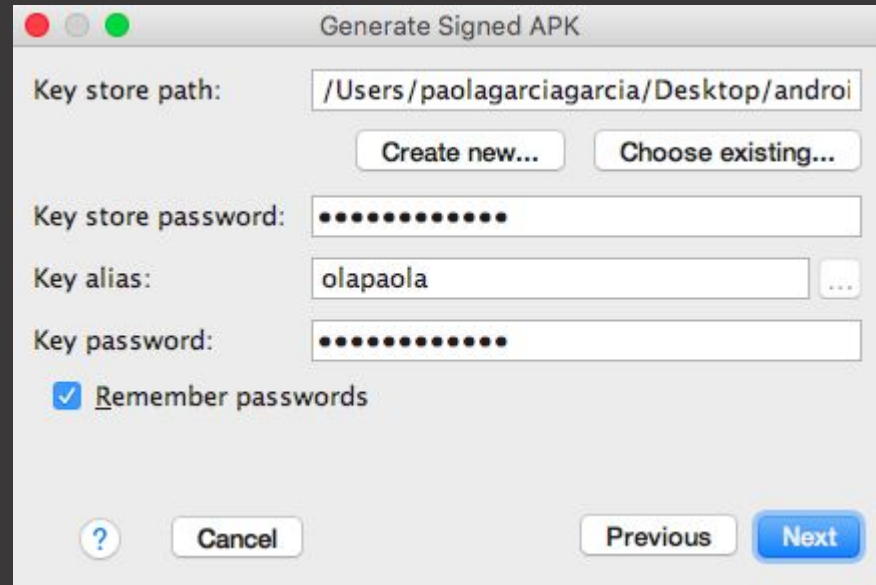 Generate Signed APK
Key store path: /Users/paolagarciagarcia/Desktop/androi
Create new... Choose existing...
Key store password: ••••••••••••
Key alias: olapaola ...
Key password: ••••••••••••
Remember passwords
? Cancel Previous Next